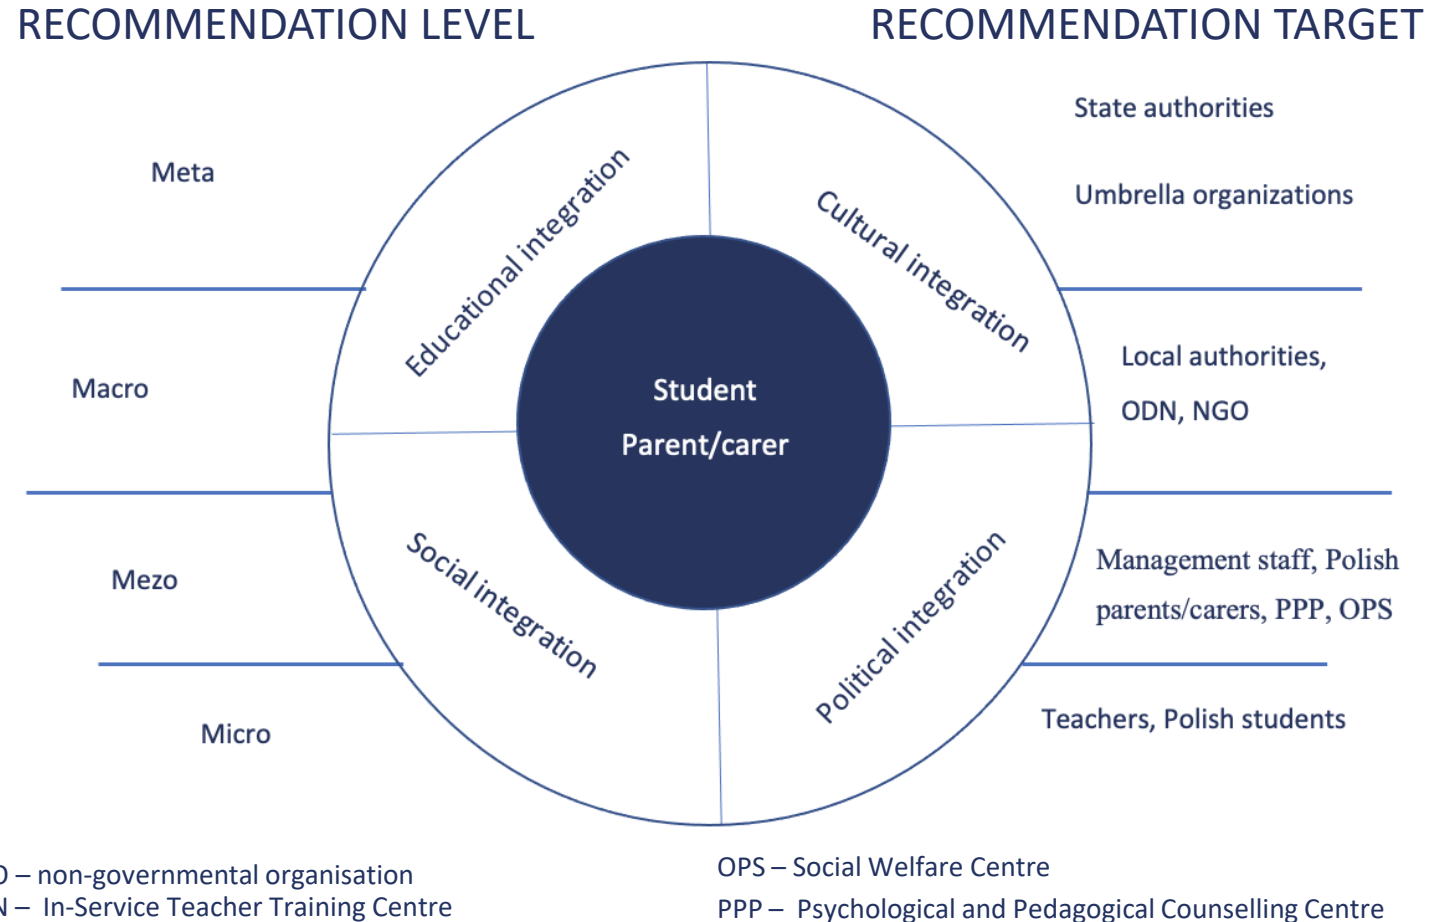 RECOMMENDATION LEVEL
RECOMMENDATION TARGET
Meta
Macro
Mezo
Micro
Educational integration
Cultural integration
Student
Parent/carer
Social integration
Political integration
State authorities
Umbrella organizations
Local authorities,
ODN, NGO
Management staff, Polish
parents/carers, PPP, OPS
Teachers, Polish students
– non-governmental organisation
– In-Service Teacher Training Centre
OPS – Social Welfare Centre
PPP – Psychological and Pedagogical Counselling Centre